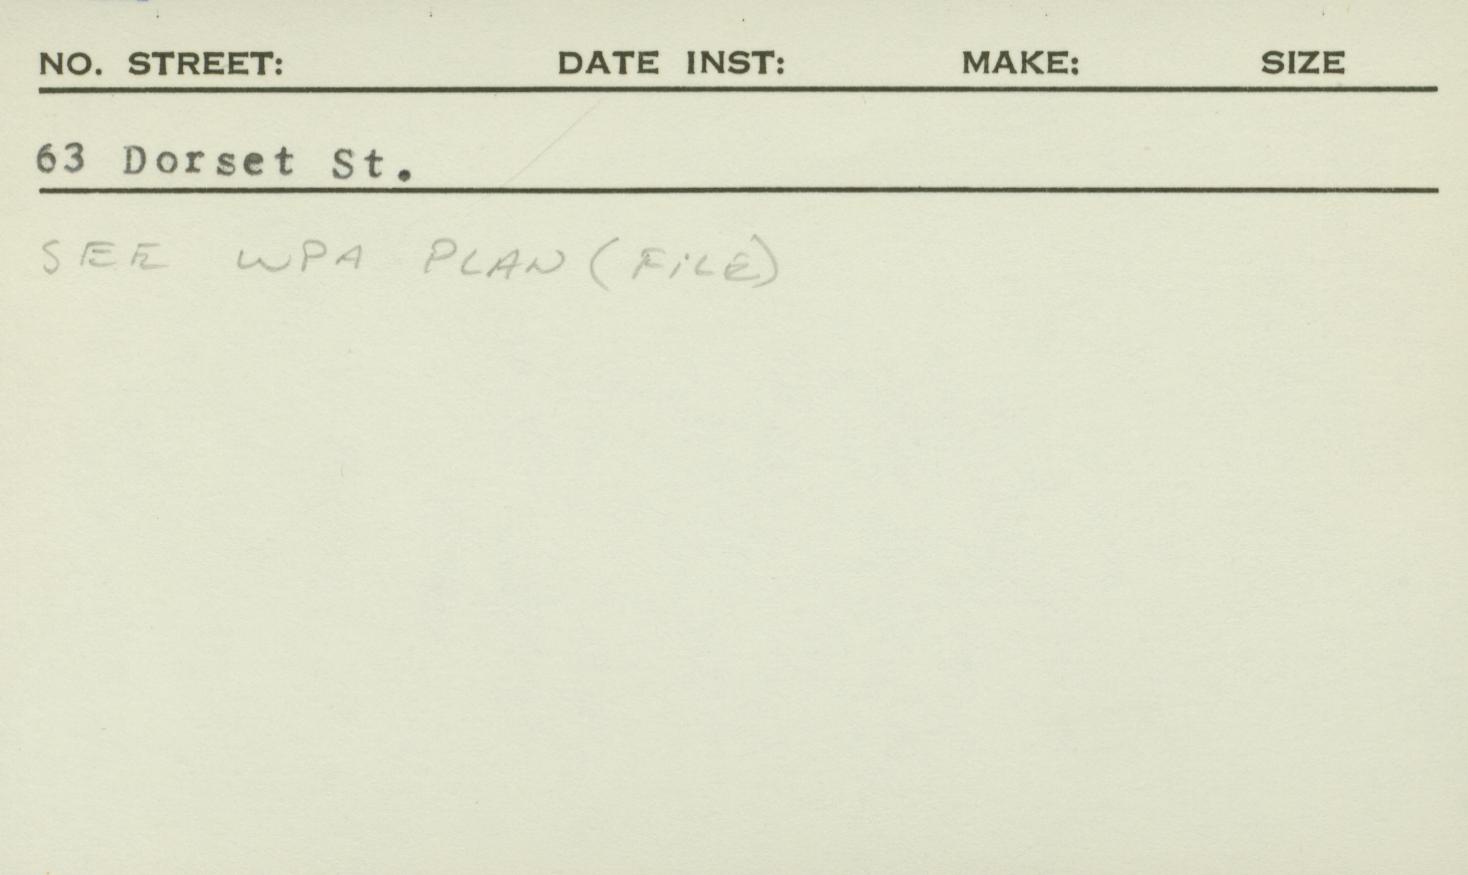 NO. STREET: DATE INST: MAKE: SIZE
63 Dorset St.
SEE WPA PLAN (FILE)